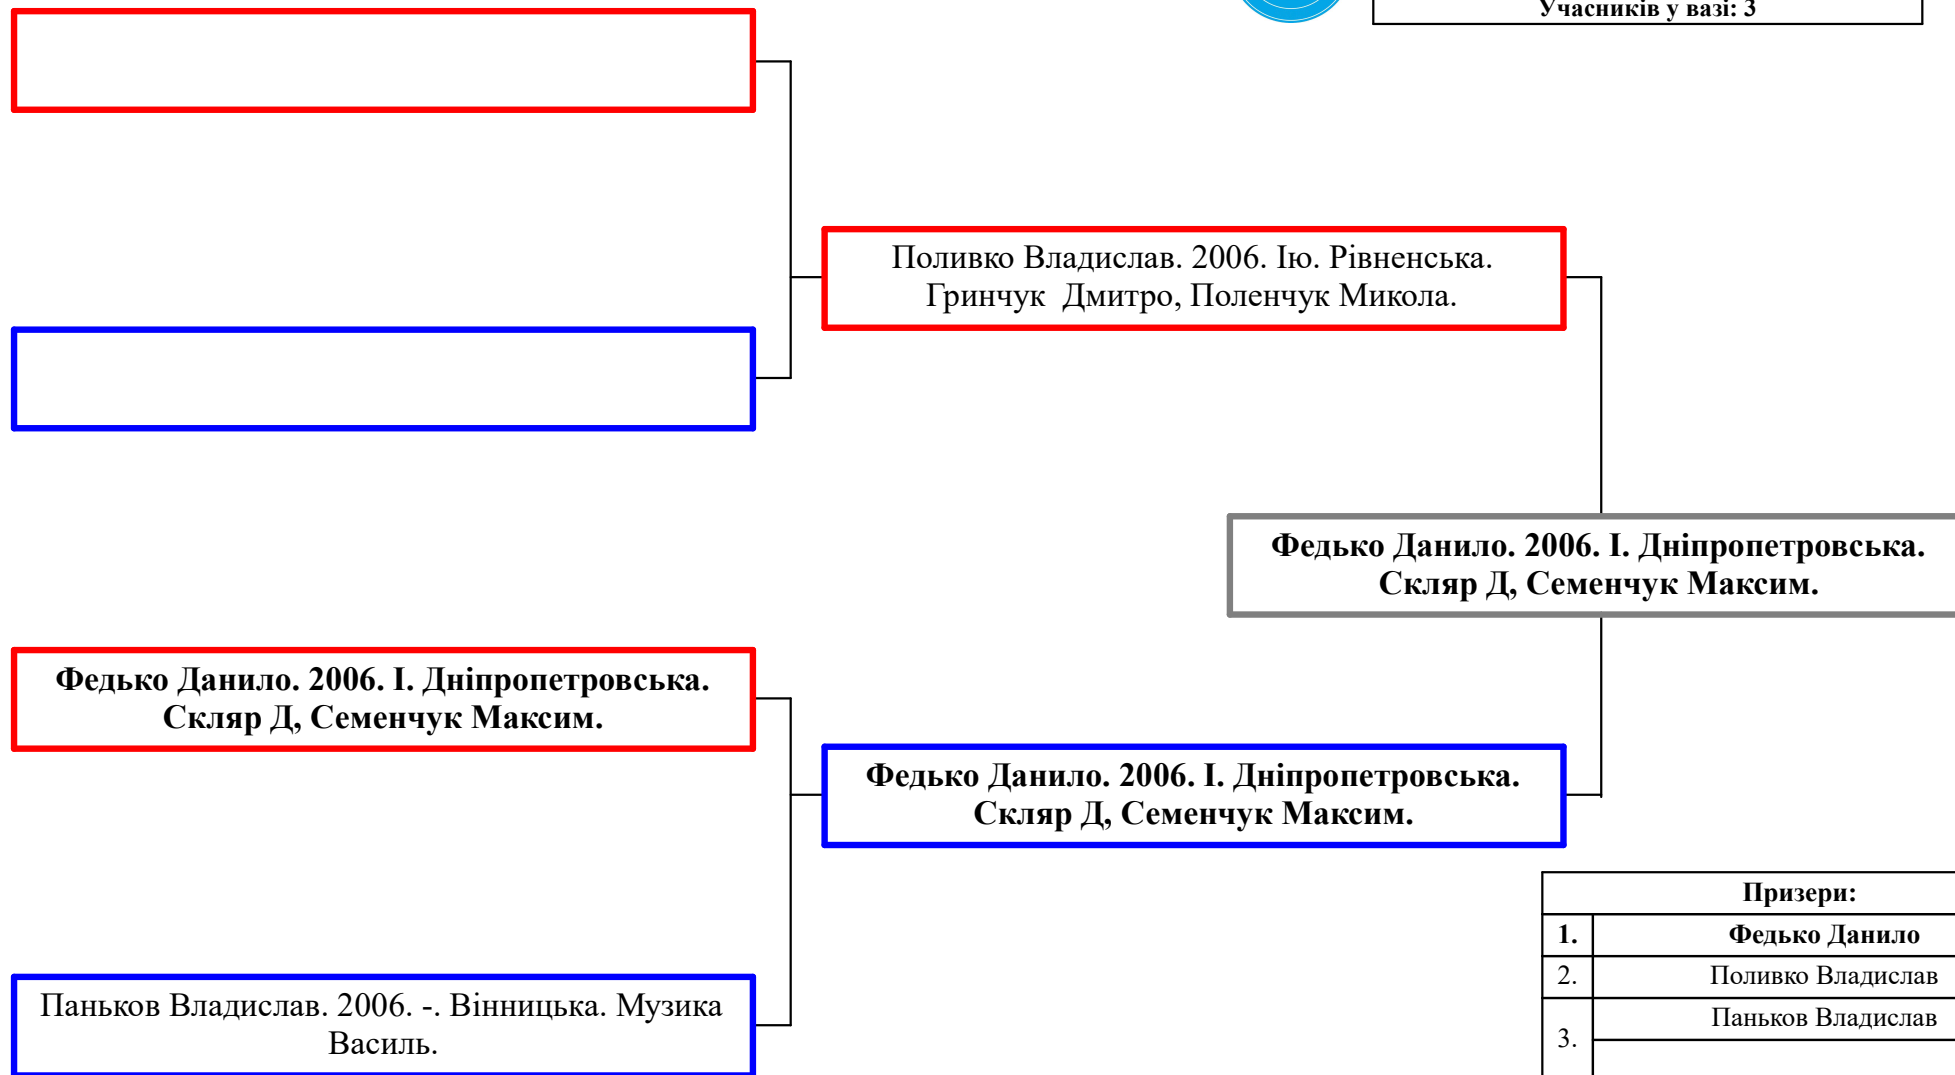 Учасників у вазі: 3
Поливко Владислав. 2006. Ію. Рівненська.
Гринчук Дмитро, Поленчук Микола.
Федько Данило. 2006. І. Дніпропетровська.
Скляр Д, Семенчук Максим.
Федько Данило. 2006. І. Дніпропетровська.
Скляр Д, Семенчук Максим.
Федько Данило. 2006. І. Дніпропетровська.
Скляр Д, Семенчук Максим.
Паньков Владислав. 2006. -. Вінницька. Музика
Василь.
Призери:
1. Федько Данило
2. Поливко Владислав
3. Паньков Владислав